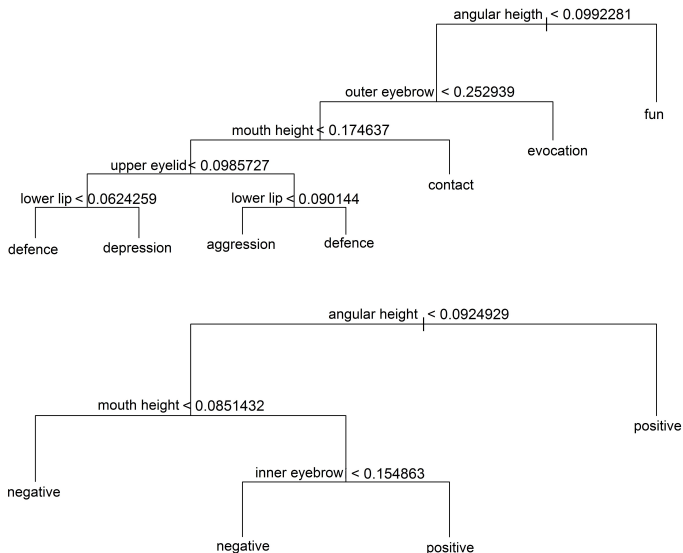 angular heigth < 0.0992281
outer eyebrow < 0.252939
fun
mouth height < 0.174637
evocation
upper eyelid < 0.0985727
contact
lower lip < 0.0624259
lower lip < 0.090144
defence
depression
aggression
defence
angular height < 0.0924929
mouth height < 0.0851432
positive
inner eyebrow < 0.154863
negative
negative
positive